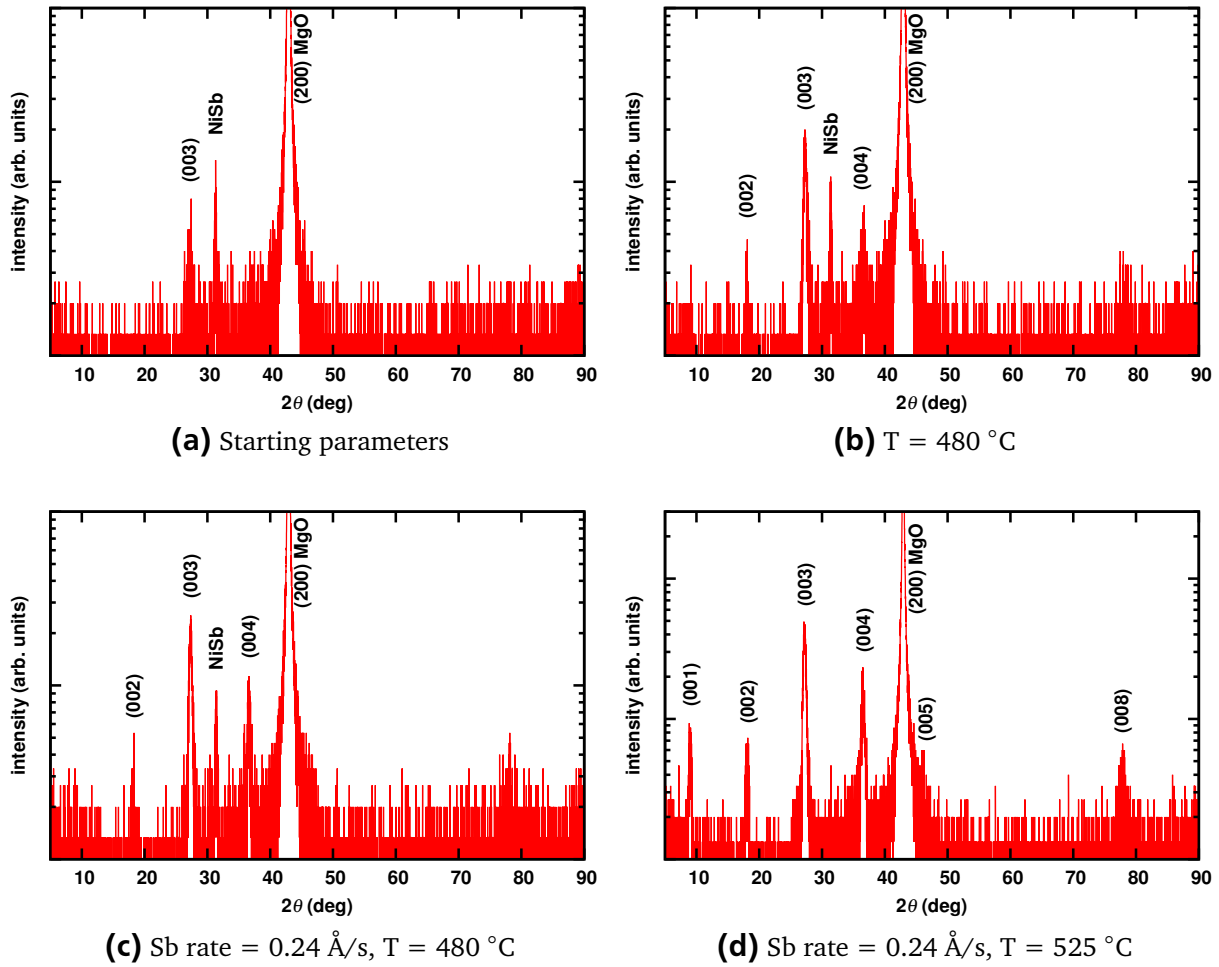 intensity (arb. units)
(003)
NiSb
(200) MgO
10 20 30 40 50 60 70 80 90
2θ (deg)
(a) Starting parameters
intensity (arb. units)
(002)
(003)
NiSb
(004)
(200) MgO
10 20 30 40 50 60 70 80 90
2θ (deg)
(b) T = 480 °C
intensity (arb. units)
(002)
(003)
NiSb
(004)
(200) MgO
10 20 30 40 50 60 70 80 90
2θ (deg)
(c) Sb rate = 0.24 Å/s, T = 480 °C
intensity (arb. units)
(001)
(002)
(003)
(004)
(200) MgO
(005)
(008)
10 20 30 40 50 60 70 80 90
2θ (deg)
(d) Sb rate = 0.24 Å/s, T = 525 °C